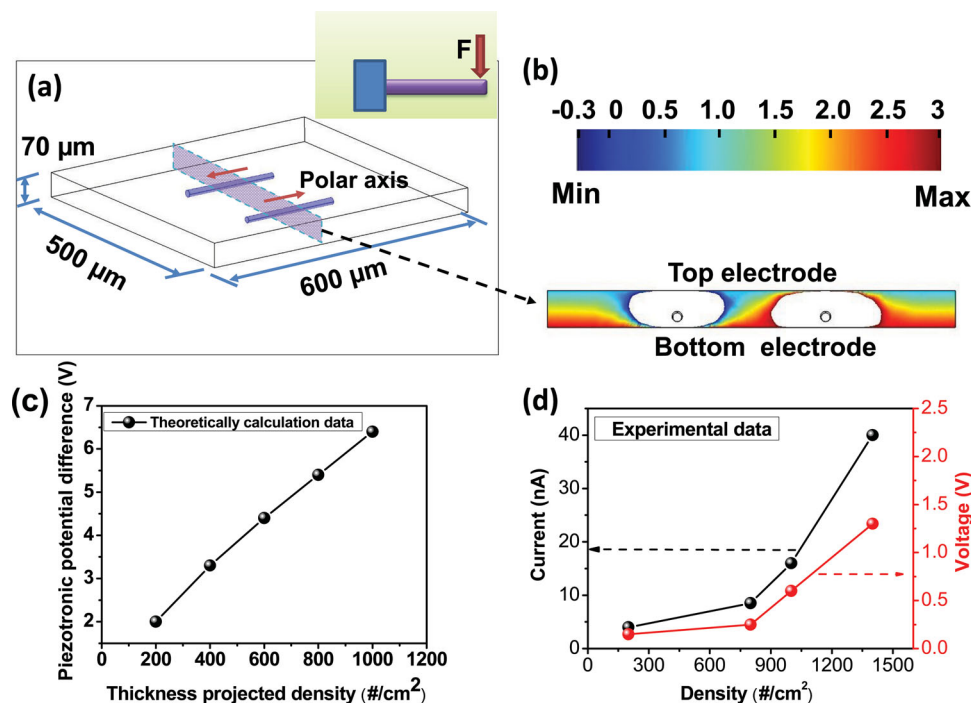 (a)
F
70 µm
Polar axis
500 µm
600 µm
(b)
-0.3 0 0.5 1.0 1.5 2.0 2.5 3
Min Max
Top electrode
Bottom electrode
(c)
Piezotronic potential difference (V)
7
6
5
4
3
2
Theoretically calculation data
0 200 400 600 800 1000 1200
Thickness projected density (#/cm²)
(d)
Current (nA)
40
30
20
10
0
Experimental data
2.5
2.0
1.5
1.0
0.5
0.0
Voltage (V)
0 300 600 900 1200 1500
Density (#/cm²)